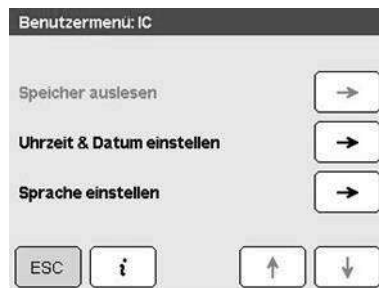 Benutzermenü: IC
Speicher auslesen
Uhrzeit & Datum einstellen
Sprache einstellen
ESC i